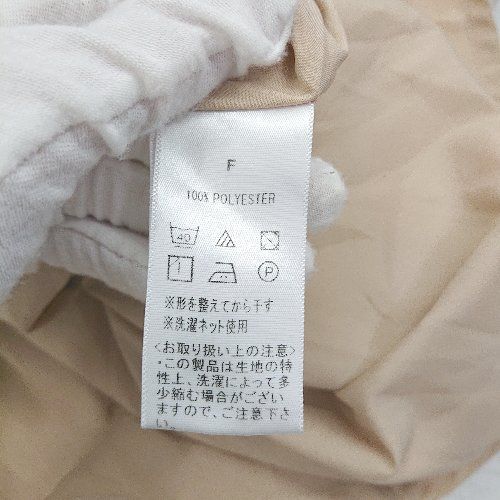 F
100% POLYESTER
40
P
※形を整えてから干す
※洗濯ネット使用
<お取り扱い上の注意>
・この製品は生地の特
性上、洗濯によって多
少縮む場合がござい
ますので、ご注意下さ
い。